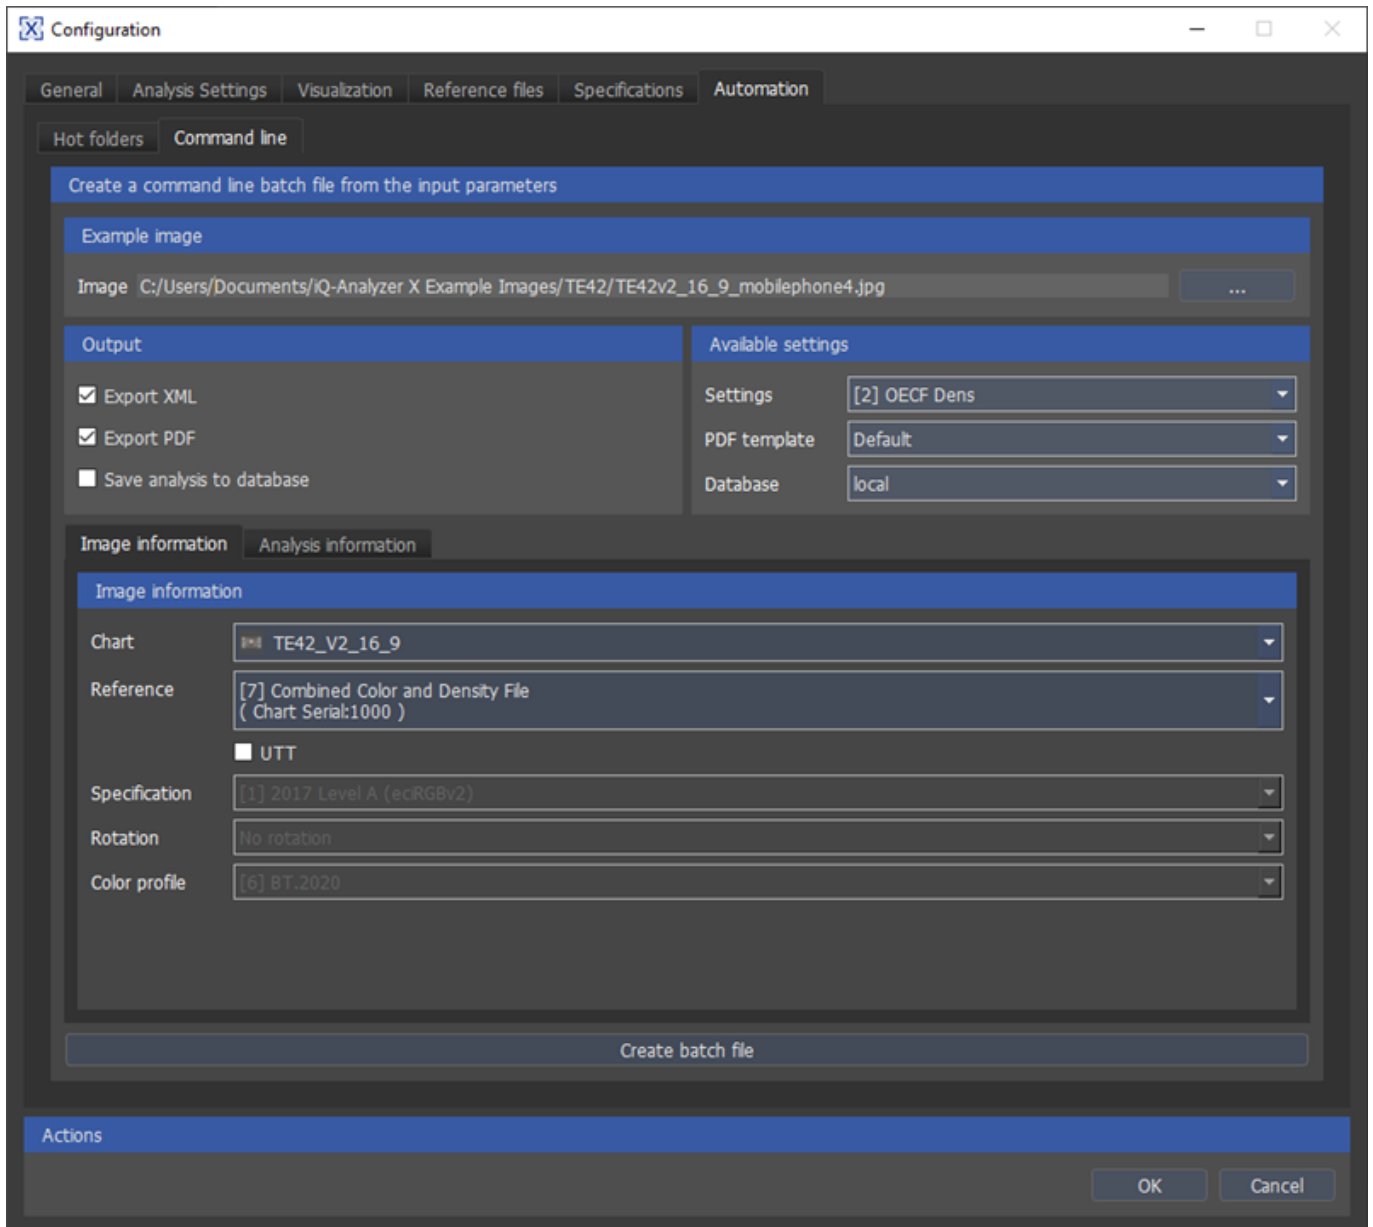 Configuration
General Analysis Settings Visualization Reference files Specifications Automation
Hot folders Command line
Create a command line batch file from the input parameters
Example image
Image C:/Users/Documents/iQ-Analyzer X Example Images/TE42/TE42v2_16_9_mobilephone4.jpg ...
Output
Export XML
Export PDF
Save analysis to database
Available settings
Settings [2] OECF Dens
PDF template Default
Database local
Image information Analysis information
Image information
Chart TE42_V2_16_9
Reference [7] Combined Color and Density File
( Chart Serial:1000 )
UTT
Specification [1] 2017 Level A (eciRGBv2)
Rotation No rotation
Color profile [6] BT.2020
Create batch file
Actions
OK Cancel